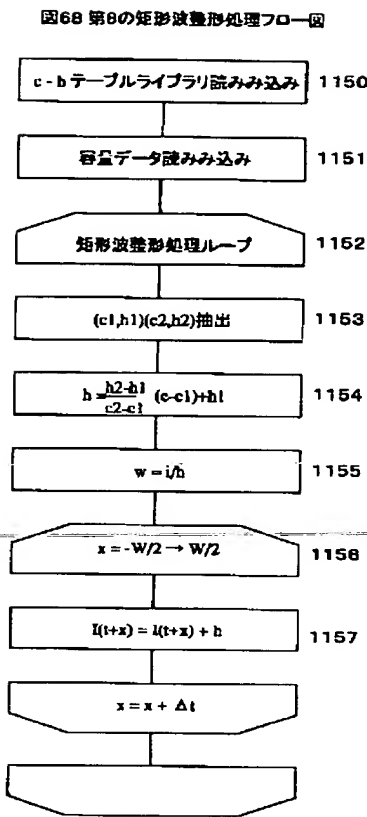 図68 第8の矩形波整形処理フロー図
c - h テーブルライブラリ読みみ込み 1150
容量データ読みみ込み 1151
矩形波整形処理ループ 1152
(c1,h1)(c2,h2)抽出 1153
h = h2-h1/c2-c1 (c-c1)+h1 1154
w = i/h 1155
x = -W/2 → W/2 1156
I(t+x) = I(t+x) + h 1157
x = x + Δt